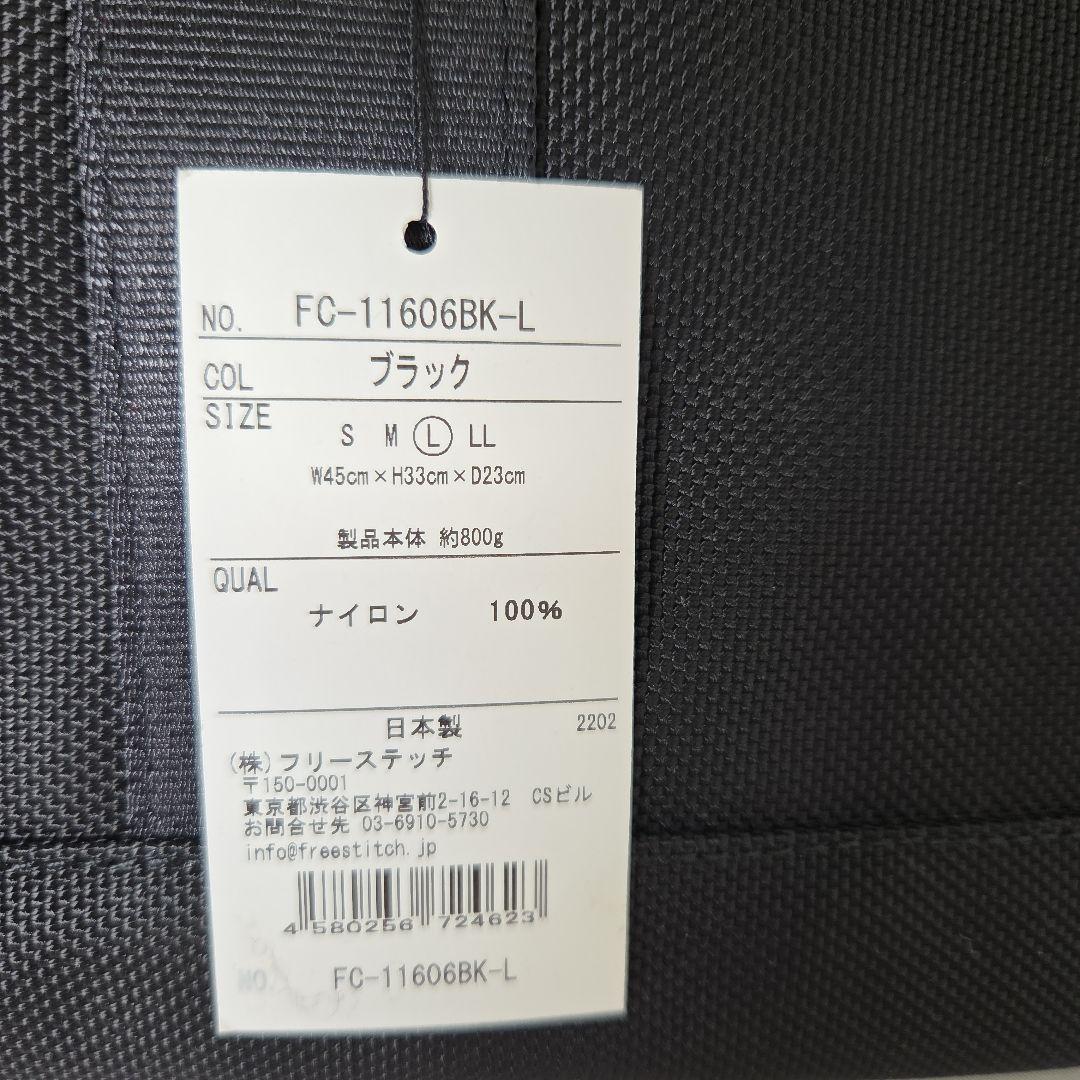 NO. FC-11606BK-L
COL ブラック
SIZE
S M L LL
W45cm×H33cm×D23cm
製品本体 約800g
QUAL
ナイロン 100%
日本製 2202
(株)フリーステッチ
〒150-0001
東京都渋谷区神宮前2-16-12 CSビル
お問合せ先 03-6910-5730
info@freestitch.jp
4 580256 724623
NO. FC-11606BK-L